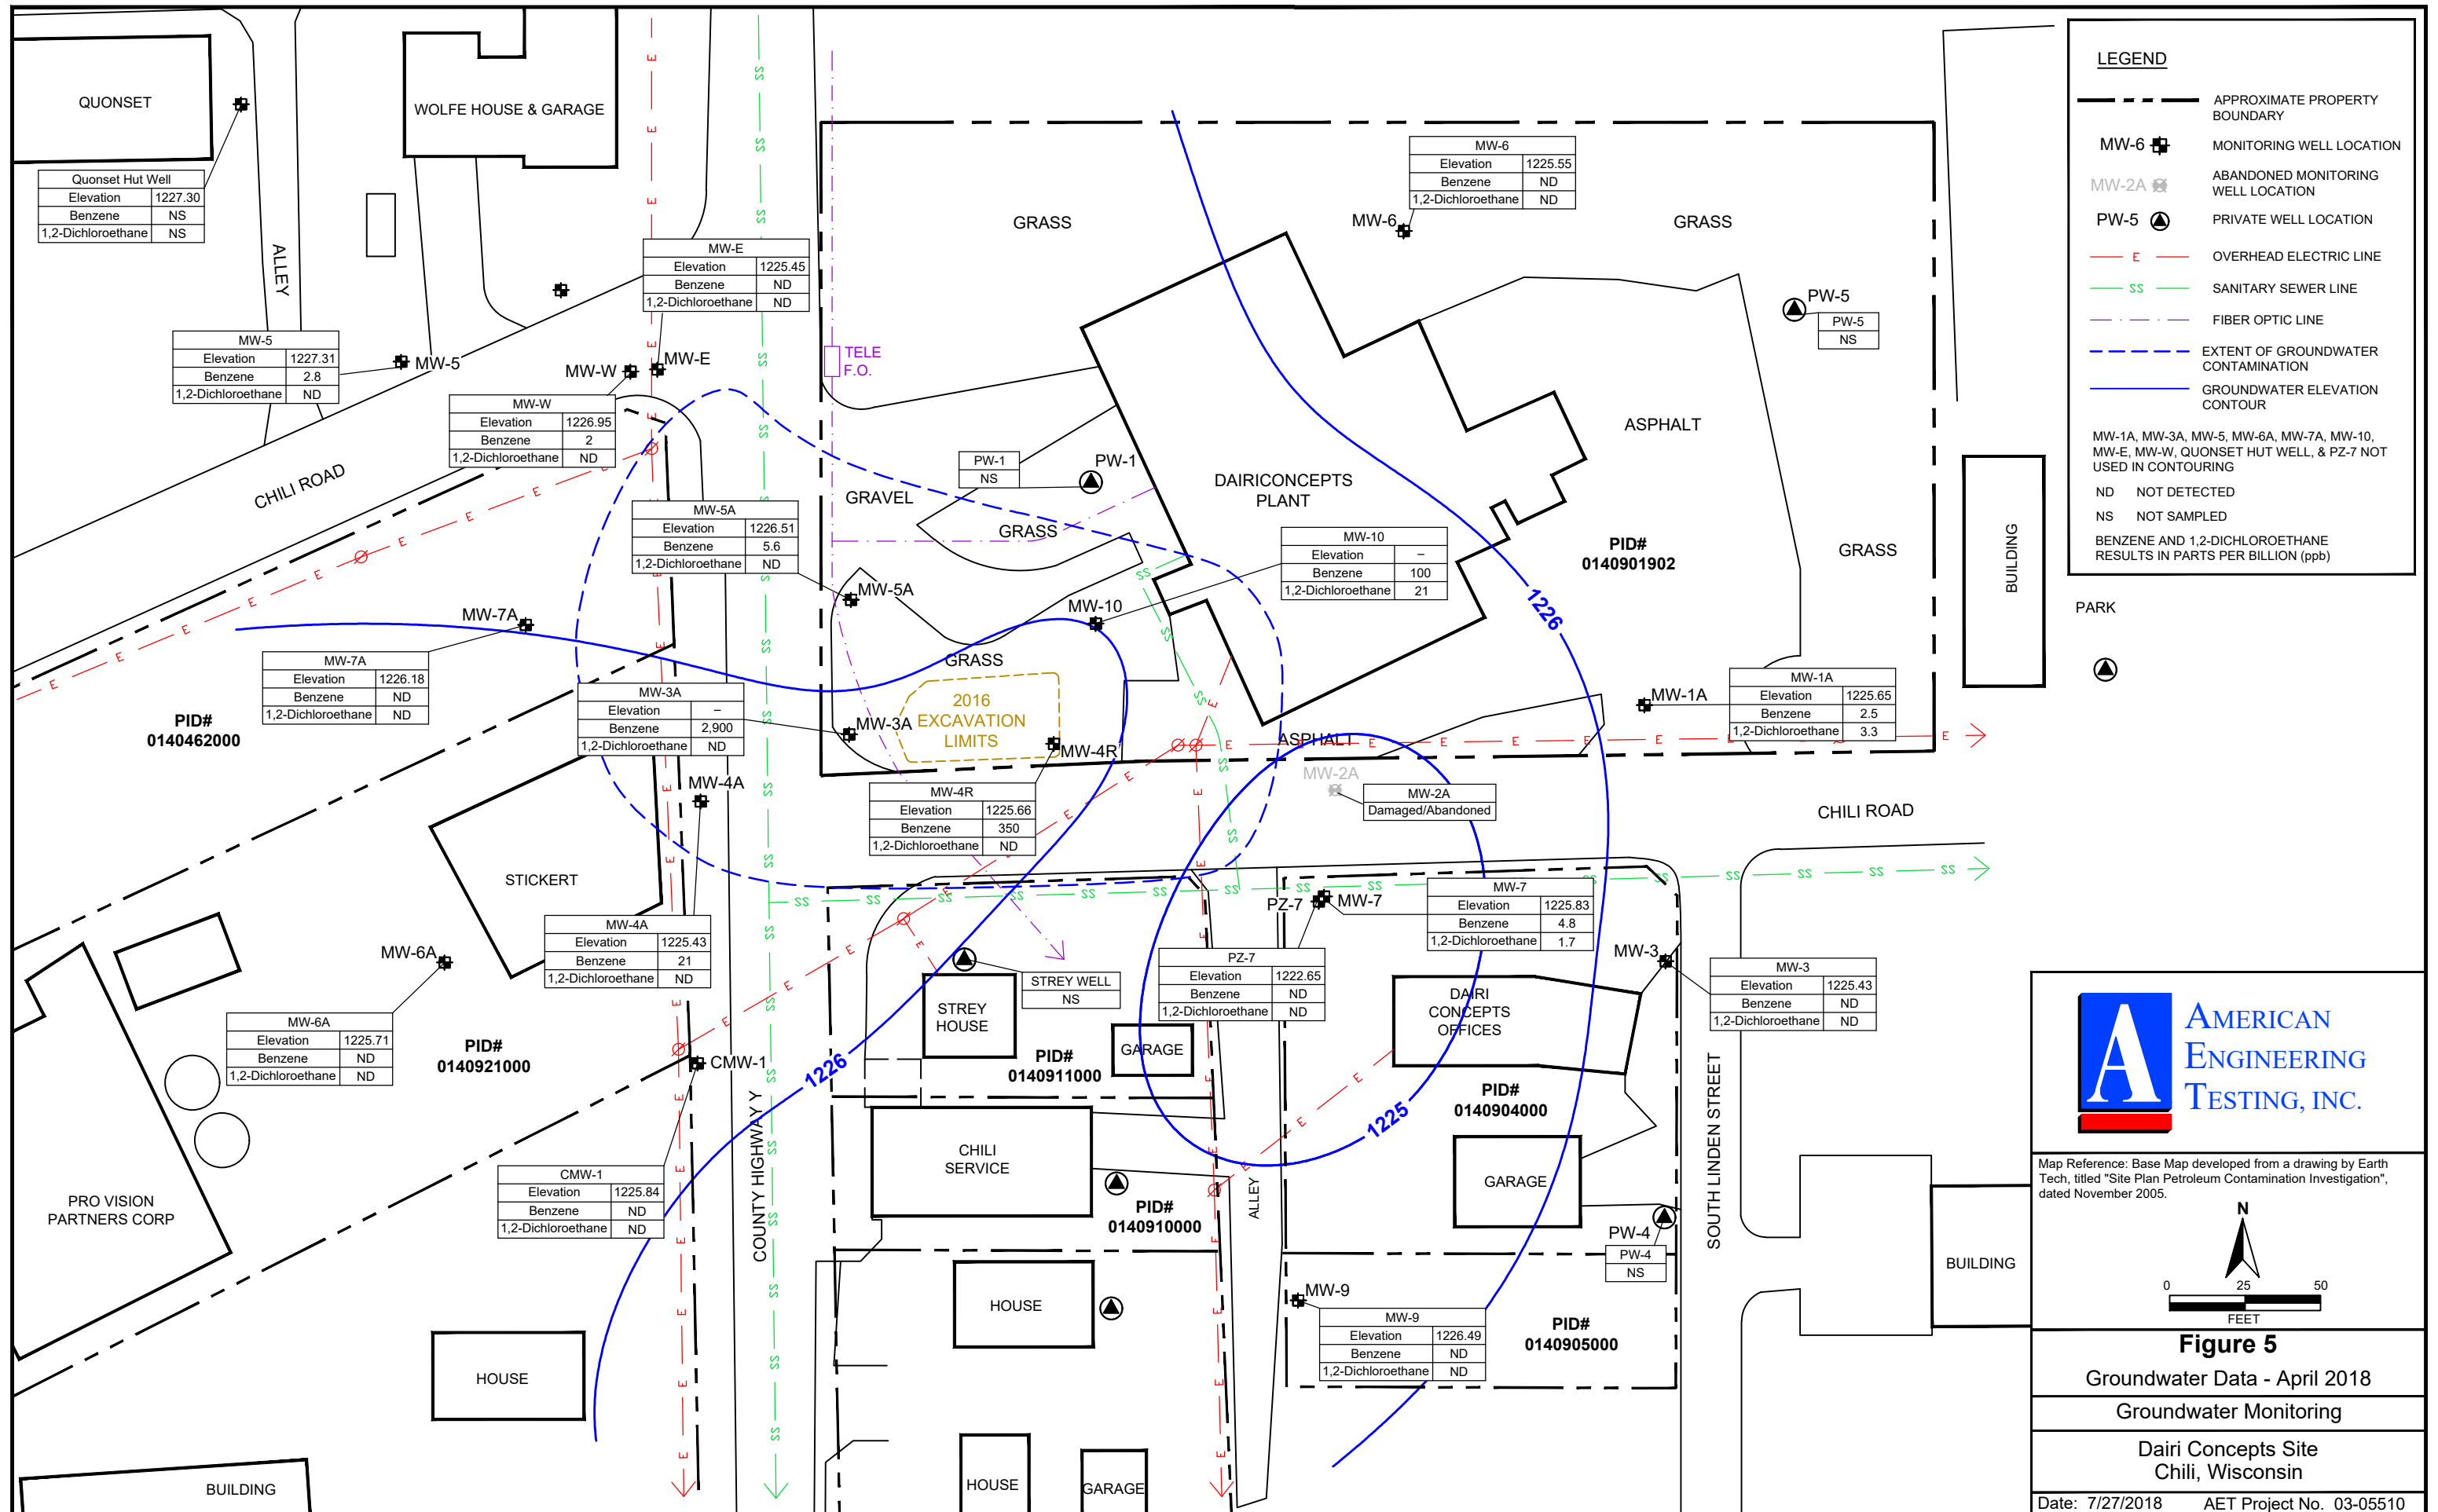 QUONSET
WOLFE HOUSE & GARAGE
Quonset Hut Well
Elevation 1227.30
Benzene NS
1,2-Dichloroethane NS
ALLEY
MW-E
Elevation 1225.45
Benzene ND
1,2-Dichloroethane ND
MW-5
Elevation 1227.31
Benzene 2.8
1,2-Dichloroethane ND
MW-5
MW-W
MW-E
TELE
F.O.
MW-W
Elevation 1226.95
Benzene 2
1,2-Dichloroethane ND
CHILI ROAD
GRASS
MW-6
Elevation 1225.55
Benzene ND
1,2-Dichloroethane ND
MW-6
GRASS
PW-5
PW-5
NS
ASPHALT
PW-1
NS
PW-1
GRAVEL
GRASS
DAIRICONCEPTS
PLANT
MW-5A
Elevation 1226.51
Benzene 5.6
1,2-Dichloroethane ND
MW-5A
MW-10
Elevation –
Benzene 100
1,2-Dichloroethane 21
MW-10
PID#
0140901902
GRASS
BUILDING
PARK
1226
MW-7A
MW-7A
Elevation 1226.18
Benzene ND
1,2-Dichloroethane ND
PID#
0140462000
GRASS
2016
EXCAVATION
LIMITS
MW-3A
Elevation –
Benzene 2,900
1,2-Dichloroethane ND
MW-3A
MW-4R
ASPHALT
MW-1A
MW-1A
Elevation 1225.65
Benzene 2.5
1,2-Dichloroethane 3.3
MW-4A
MW-4R
Elevation 1225.66
Benzene 350
1,2-Dichloroethane ND
MW-2A
MW-2A
Damaged/Abandoned
CHILI ROAD
STICKERT
MW-4A
Elevation 1225.43
Benzene 21
1,2-Dichloroethane ND
MW-6A
MW-6A
Elevation 1225.71
Benzene ND
1,2-Dichloroethane ND
PID#
0140921000
CMW-1
CMW-1
Elevation 1225.84
Benzene ND
1,2-Dichloroethane ND
PRO VISION
PARTNERS CORP
HOUSE
BUILDING
COUNTY HIGHWAY Y
1226
STREY WELL
NS
STREY
HOUSE
GARAGE
PID#
0140911000
CHILI
SERVICE
PID#
0140910000
HOUSE
HOUSE
GARAGE
ALLEY
PZ-7
MW-7
MW-7
Elevation 1225.83
Benzene 4.8
1,2-Dichloroethane 1.7
PZ-7
Elevation 1222.65
Benzene ND
1,2-Dichloroethane ND
MW-3
MW-3
Elevation 1225.43
Benzene ND
1,2-Dichloroethane ND
DAIRI
CONCEPTS
OFFICES
PID#
0140904000
1225
GARAGE
PW-4
PW-4
NS
MW-9
MW-9
Elevation 1226.49
Benzene ND
1,2-Dichloroethane ND
PID#
0140905000
SOUTH LINDEN STREET
BUILDING
LEGEND
APPROXIMATE PROPERTY
BOUNDARY
MW-6 MONITORING WELL LOCATION
MW-2A ABANDONED MONITORING
WELL LOCATION
PW-5 PRIVATE WELL LOCATION
E OVERHEAD ELECTRIC LINE
SS SANITARY SEWER LINE
FIBER OPTIC LINE
EXTENT OF GROUNDWATER
CONTAMINATION
GROUNDWATER ELEVATION
CONTOUR
MW-1A, MW-3A, MW-5, MW-6A, MW-7A, MW-10,
MW-E, MW-W, QUONSET HUT WELL, & PZ-7 NOT
USED IN CONTOURING
ND NOT DETECTED
NS NOT SAMPLED
BENZENE AND 1,2-DICHLOROETHANE
RESULTS IN PARTS PER BILLION (ppb)
A
AMERICAN
ENGINEERING
TESTING, INC.
Map Reference: Base Map developed from a drawing by Earth
Tech, titled "Site Plan Petroleum Contamination Investigation",
dated November 2005.
N
0 25 50
FEET
Figure 5
Groundwater Data - April 2018
Groundwater Monitoring
Dairi Concepts Site
Chili, Wisconsin
Date: 7/27/2018 AET Project No. 03-05510